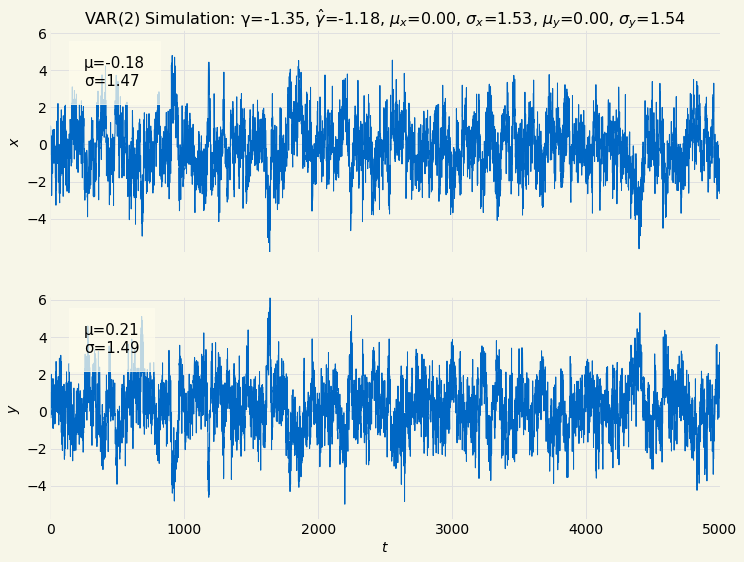 VAR(2) Simulation: γ=-1.35, γ̂=-1.18, μₓ=0.00, σₓ=1.53, μ_y=0.00, σ_y=1.54
6
μ=-0.18
4
σ=1.47
2
x
0
−2
−4
6
μ=0.21
4
σ=1.49
2
y
0
−2
−4
0 1000 2000 3000 4000 5000
t